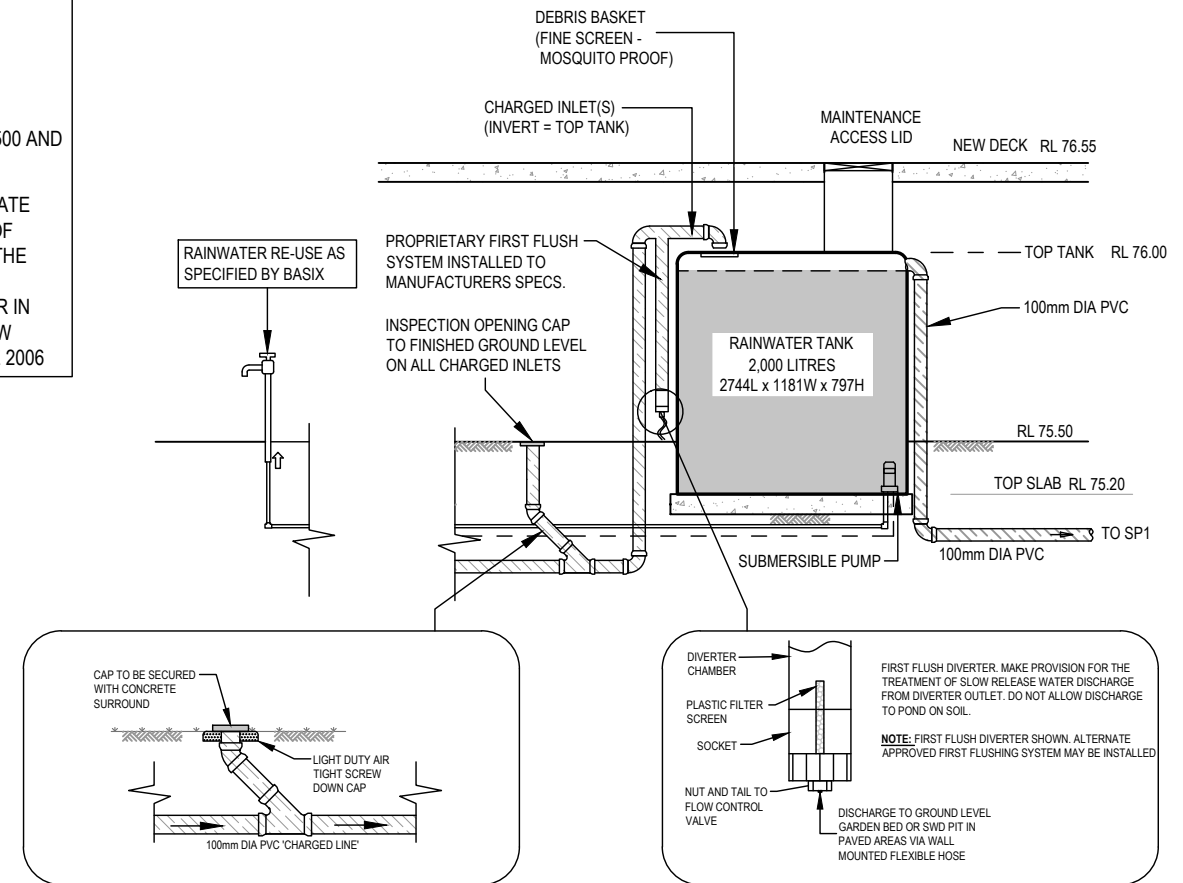 500 AND
ATE
OF
THE
R IN
W
2006
DEBRIS BASKET
(FINE SCREEN -
MOSQUITO PROOF)
CHARGED INLET(S)
(INVERT = TOP TANK)
MAINTENANCE
ACCESS LID
NEW DECK RL 76.55
RAINWATER RE-USE AS
SPECIFIED BY BASIX
PROPRIETARY FIRST FLUSH
SYSTEM INSTALLED TO
MANUFACTURERS SPECS.
INSPECTION OPENING CAP
TO FINISHED GROUND LEVEL
ON ALL CHARGED INLETS
TOP TANK RL 76.00
100mm DIA PVC
RAINWATER TANK
2,000 LITRES
2744L x 1181W x 797H
RL 75.50
TOP SLAB RL 75.20
TO SP1
100mm DIA PVC
SUBMERSIBLE PUMP
CAP TO BE SECURED
WITH CONCRETE
SURROUND
LIGHT DUTY AIR
TIGHT SCREW
DOWN CAP
100mm DIA PVC 'CHARGED LINE'
DIVERTER
CHAMBER
PLASTIC FILTER
SCREEN
SOCKET
NUT AND TAIL TO
FLOW CONTROL
VALVE
FIRST FLUSH DIVERTER. MAKE PROVISION FOR THE
TREATMENT OF SLOW RELEASE WATER DISCHARGE
FROM DIVERTER OUTLET. DO NOT ALLOW DISCHARGE
TO POND ON SOIL.
NOTE: FIRST FLUSH DIVERTER SHOWN. ALTERNATE
APPROVED FIRST FLUSHING SYSTEM MAY BE INSTALLED
DISCHARGE TO GROUND LEVEL
GARDEN BED OR SWD PIT IN
PAVED AREAS VIA WALL
MOUNTED FLEXIBLE HOSE